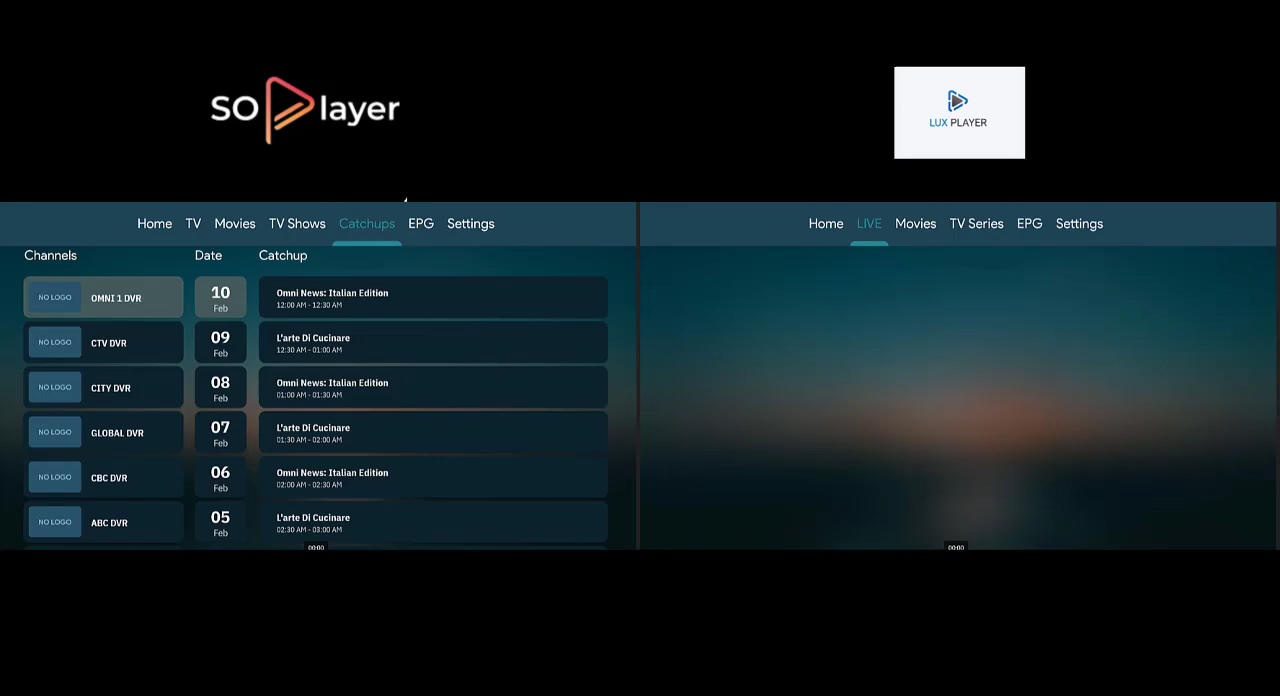 SO Player
LUX PLAYER
Home TV Movies TV Shows Catchups EPG Settings
Channels Date Catchup
NO LOGO OMNI 1 DVR
10
Feb
Omni News: Italian Edition
12:00 AM - 12:30 AM
NO LOGO CTV DVR
09
Feb
L'arte Di Cucinare
12:30 AM - 01:00 AM
NO LOGO CITY DVR
08
Feb
Omni News: Italian Edition
01:00 AM - 01:30 AM
NO LOGO GLOBAL DVR
07
Feb
L'arte Di Cucinare
01:30 AM - 02:00 AM
NO LOGO CBC DVR
06
Feb
Omni News: Italian Edition
02:00 AM - 02:30 AM
NO LOGO ABC DVR
05
Feb
L'arte Di Cucinare
02:30 AM - 03:00 AM
00:00
Home LIVE Movies TV Series EPG Settings
00:00